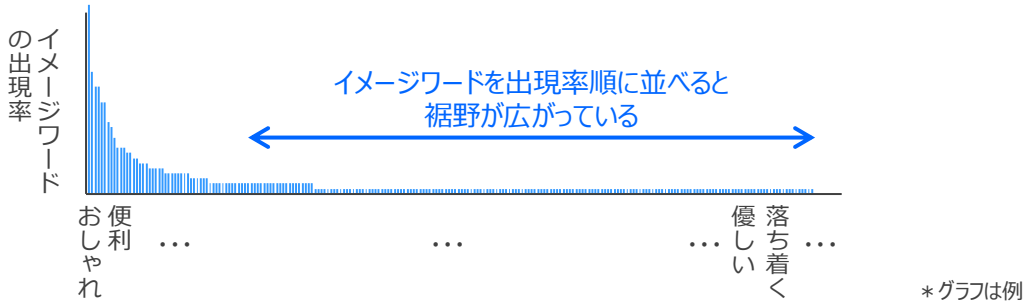 イメージワード
の出現率
イメージワードを出現率順に並べると
裾野が広がっている
おしゃれ
便利
…
…
…
優しい
落ち着く
…
＊グラフは例